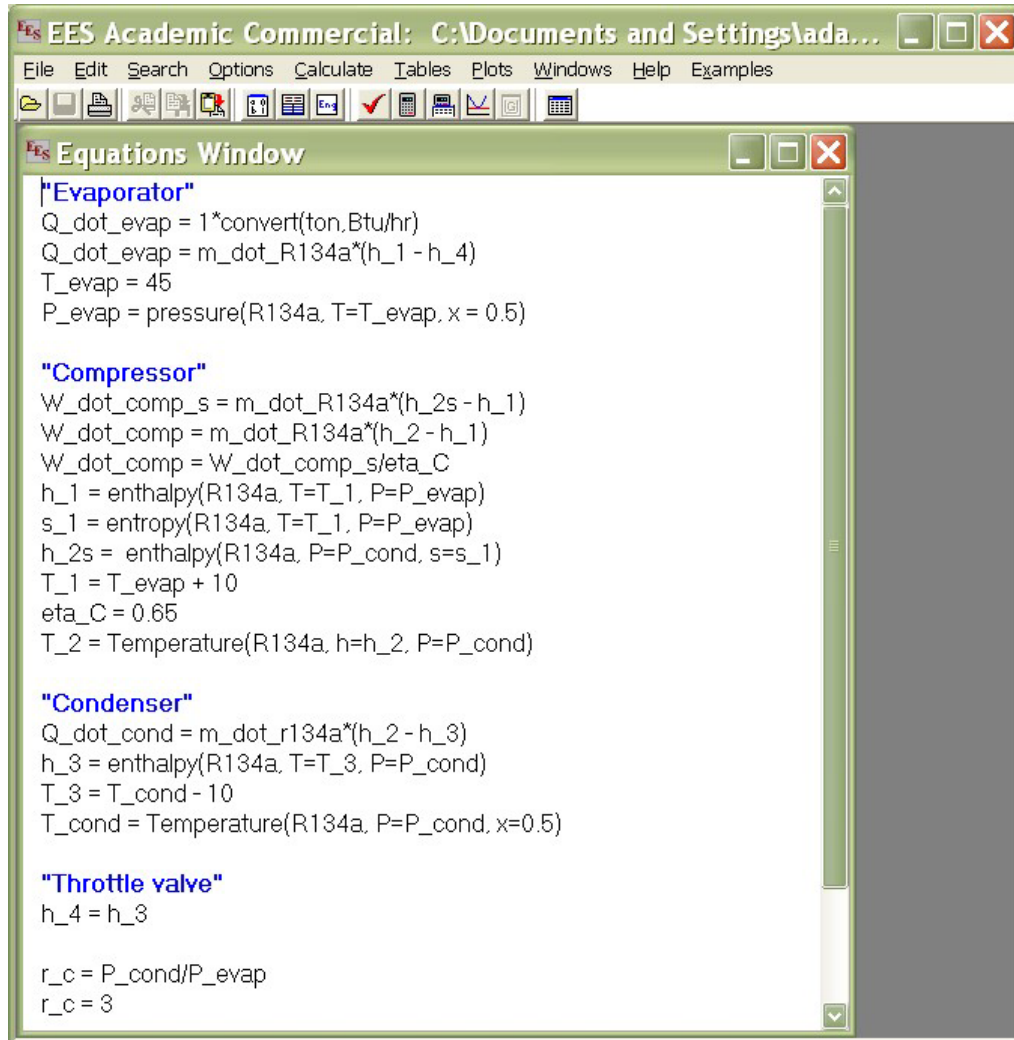 EES Academic Commercial: C:\Documents and Settings\ada...
File Edit Search Options Calculate Tables Plots Windows Help Examples
Equations Window
"Evaporator"
Q_dot_evap = 1*convert(ton,Btu/hr)
Q_dot_evap = m_dot_R134a*(h_1 - h_4)
T_evap = 45
P_evap = pressure(R134a, T=T_evap, x = 0.5)
"Compressor"
W_dot_comp_s = m_dot_R134a*(h_2s - h_1)
W_dot_comp = m_dot_R134a*(h_2 - h_1)
W_dot_comp = W_dot_comp_s/eta_C
h_1 = enthalpy(R134a, T=T_1, P=P_evap)
s_1 = entropy(R134a, T=T_1, P=P_evap)
h_2s =  enthalpy(R134a, P=P_cond, s=s_1)
T_1 = T_evap + 10
eta_C = 0.65
T_2 = Temperature(R134a, h=h_2, P=P_cond)
"Condenser"
Q_dot_cond = m_dot_r134a*(h_2 - h_3)
h_3 = enthalpy(R134a, T=T_3, P=P_cond)
T_3 = T_cond - 10
T_cond = Temperature(R134a, P=P_cond, x=0.5)
"Throttle valve"
h_4 = h_3
r_c = P_cond/P_evap
r_c = 3